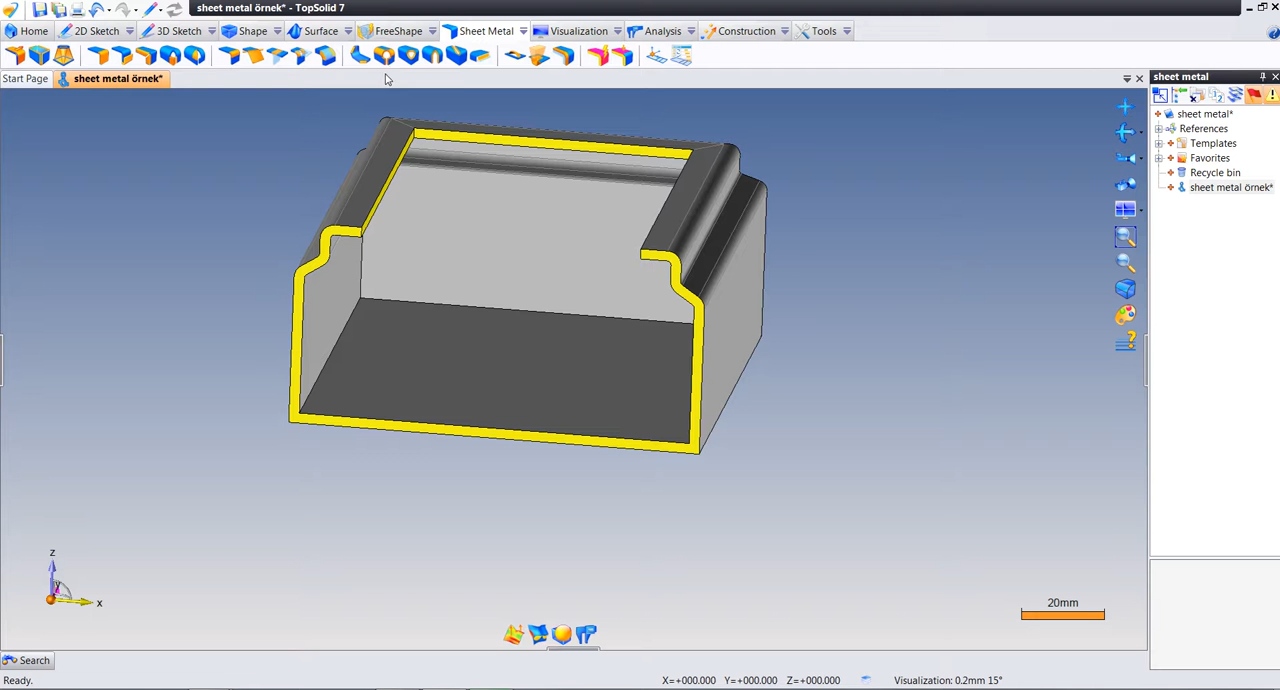 sheet metal örnek* - TopSolid 7
Home 2D Sketch 3D Sketch Shape Surface FreeShape Sheet Metal Visualization Analysis Construction Tools
Start Page sheet metal örnek*
sheet metal
sheet metal*
References
Templates
Favorites
Recycle bin
sheet metal örnek*
z
y
x
20mm
Search
Ready. X=+000.000 Y=+000.000 Z=+000.000 Visualization: 0.2mm 15°